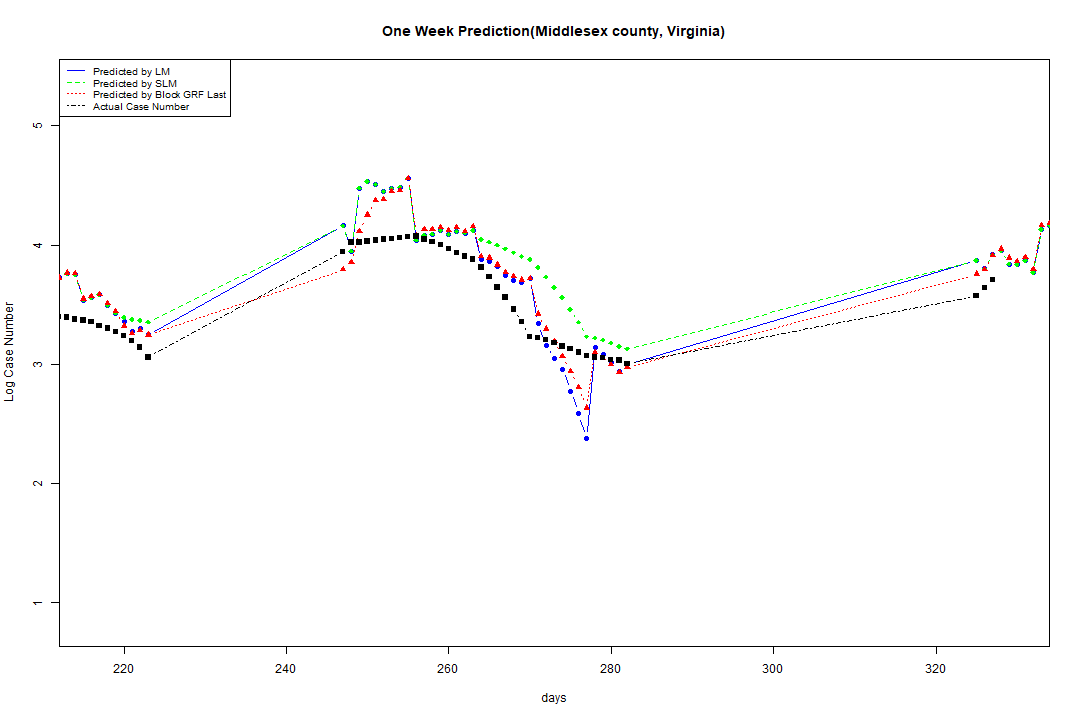 One Week Prediction(Middlesex county, Virginia)
Predicted by LM
Predicted by SLM
Predicted by Block GRF Last
Actual Case Number
5
4
3
2
1
Log Case Number
220 240 260 280 300 320
days